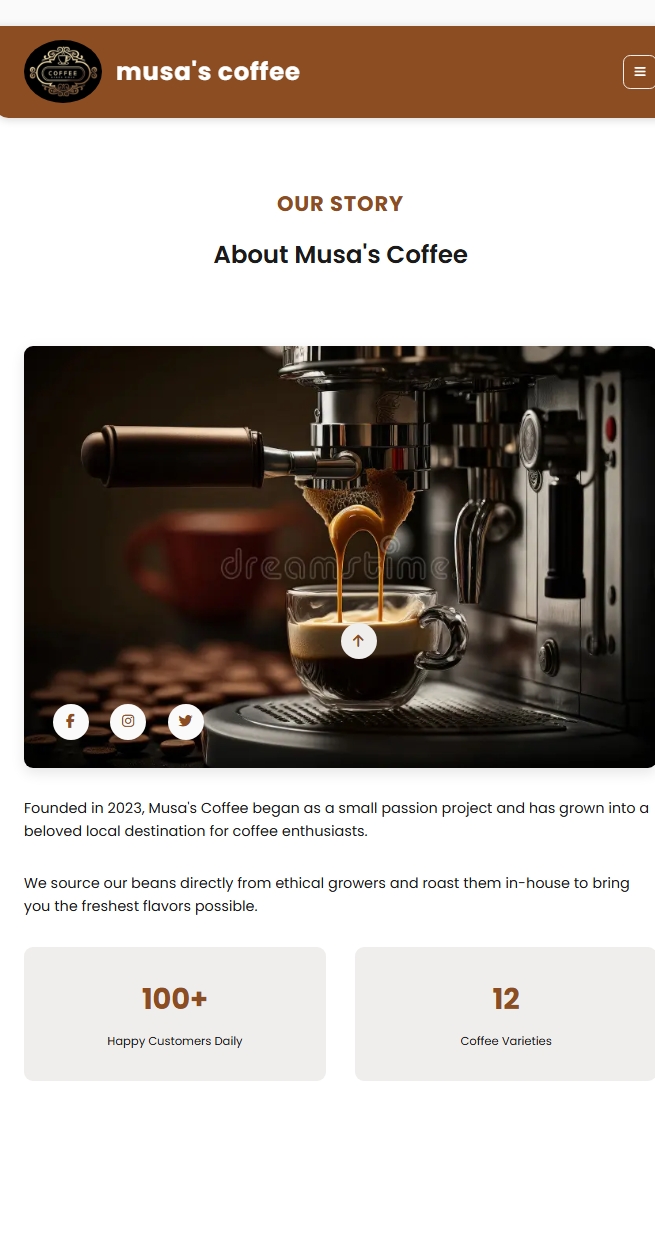 COFFEE
musa's coffee
OUR STORY
About Musa's Coffee
dreamstime
Founded in 2023, Musa's Coffee began as a small passion project and has grown into a
beloved local destination for coffee enthusiasts.
We source our beans directly from ethical growers and roast them in-house to bring
you the freshest flavors possible.
100+
Happy Customers Daily
12
Coffee Varieties